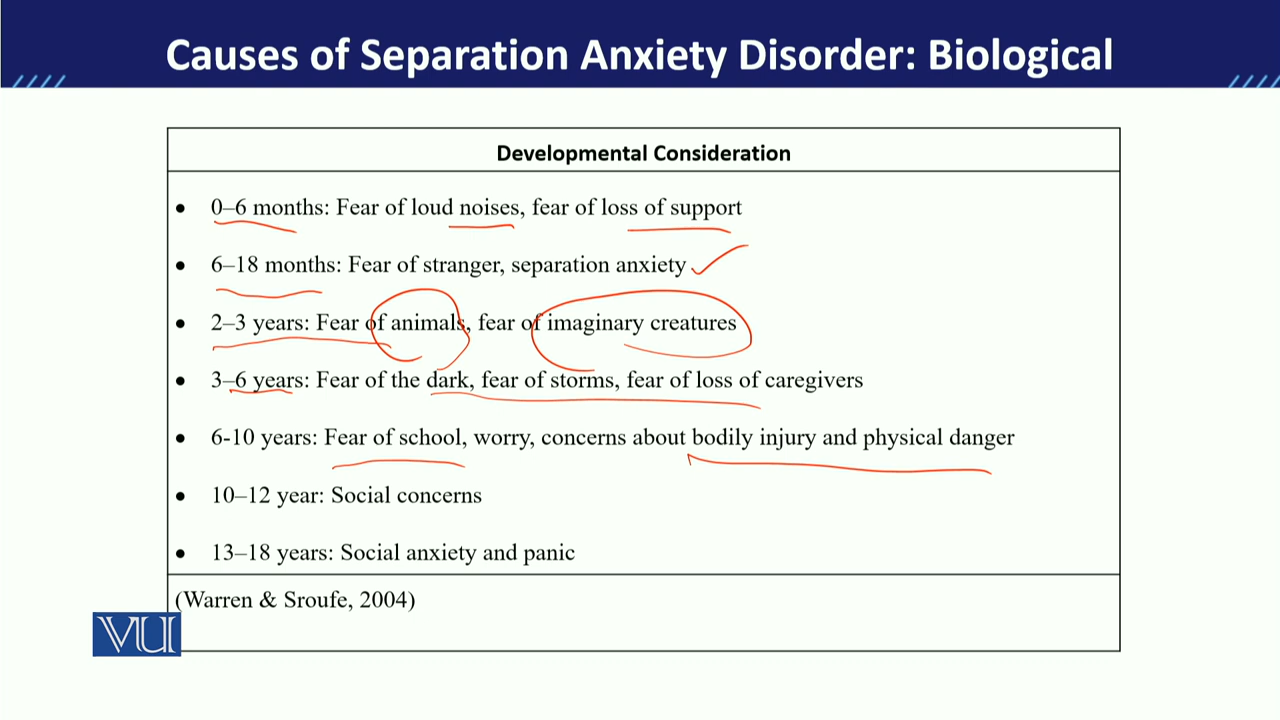 Causes of Separation Anxiety Disorder: Biological
Developmental Consideration
• 0–6 months: Fear of loud noises, fear of loss of support
• 6–18 months: Fear of stranger, separation anxiety
• 2–3 years: Fear of animals, fear of imaginary creatures
• 3–6 years: Fear of the dark, fear of storms, fear of loss of caregivers
• 6-10 years: Fear of school, worry, concerns about bodily injury and physical danger
• 10–12 year: Social concerns
• 13–18 years: Social anxiety and panic
(Warren & Sroufe, 2004)
VU